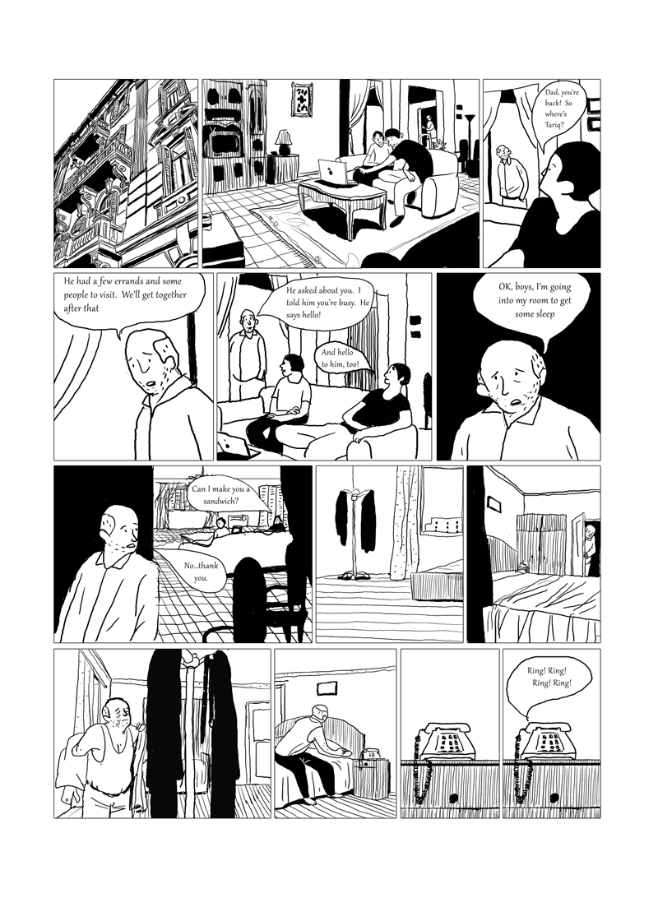 Dad, you're
back! So
where's
Tariq?
He had a few errands and some
people to visit. We'll get together
after that
He asked about you. I
told him you're busy. He
says hello!
And hello
to him, too!
OK, boys, I'm going
into my room to get
some sleep
Can I make you a
sandwich?
No...thank
you.
Ring! Ring!
Ring! Ring!